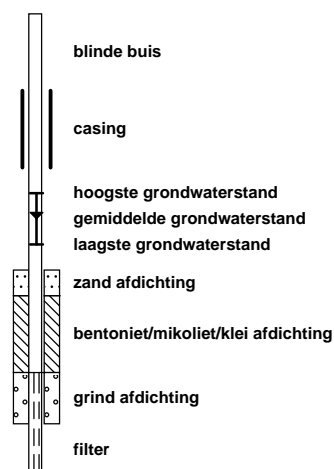 blinde buis
casing
hoogste grondwaterstand
gemiddelde grondwaterstand
laagste grondwaterstand
zand afdichting
bentoniet/mikoliet/klei afdichting
grind afdichting
filter